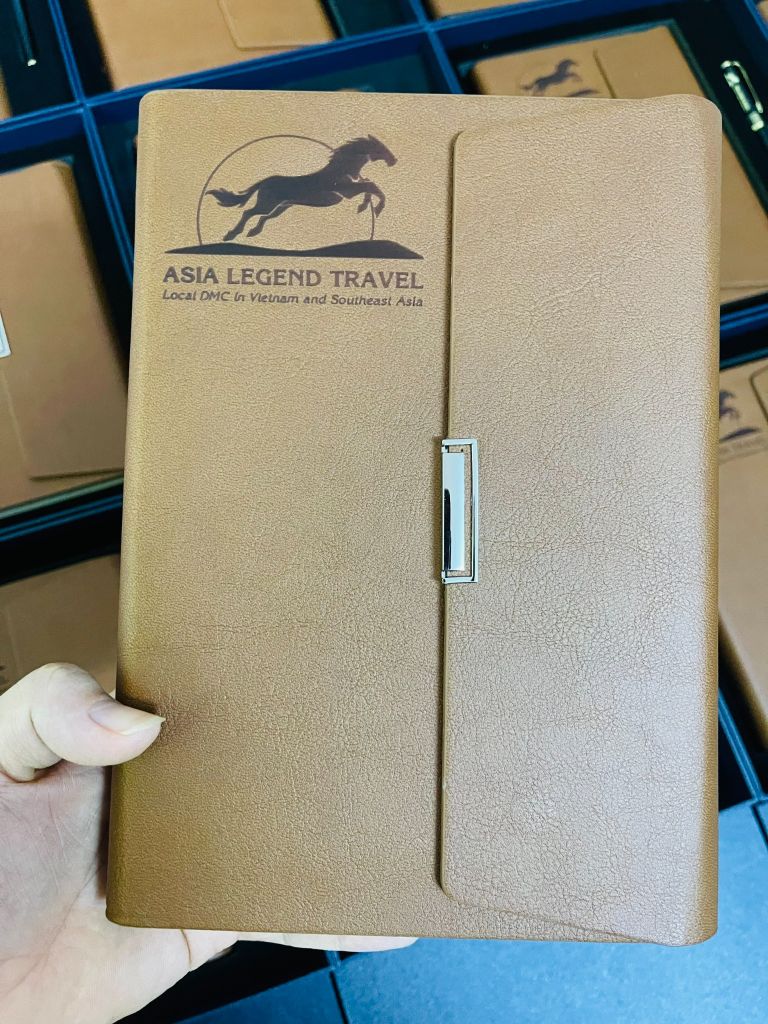 ASIA LEGEND TRAVEL
Local DMC in Vietnam and Southeast Asia